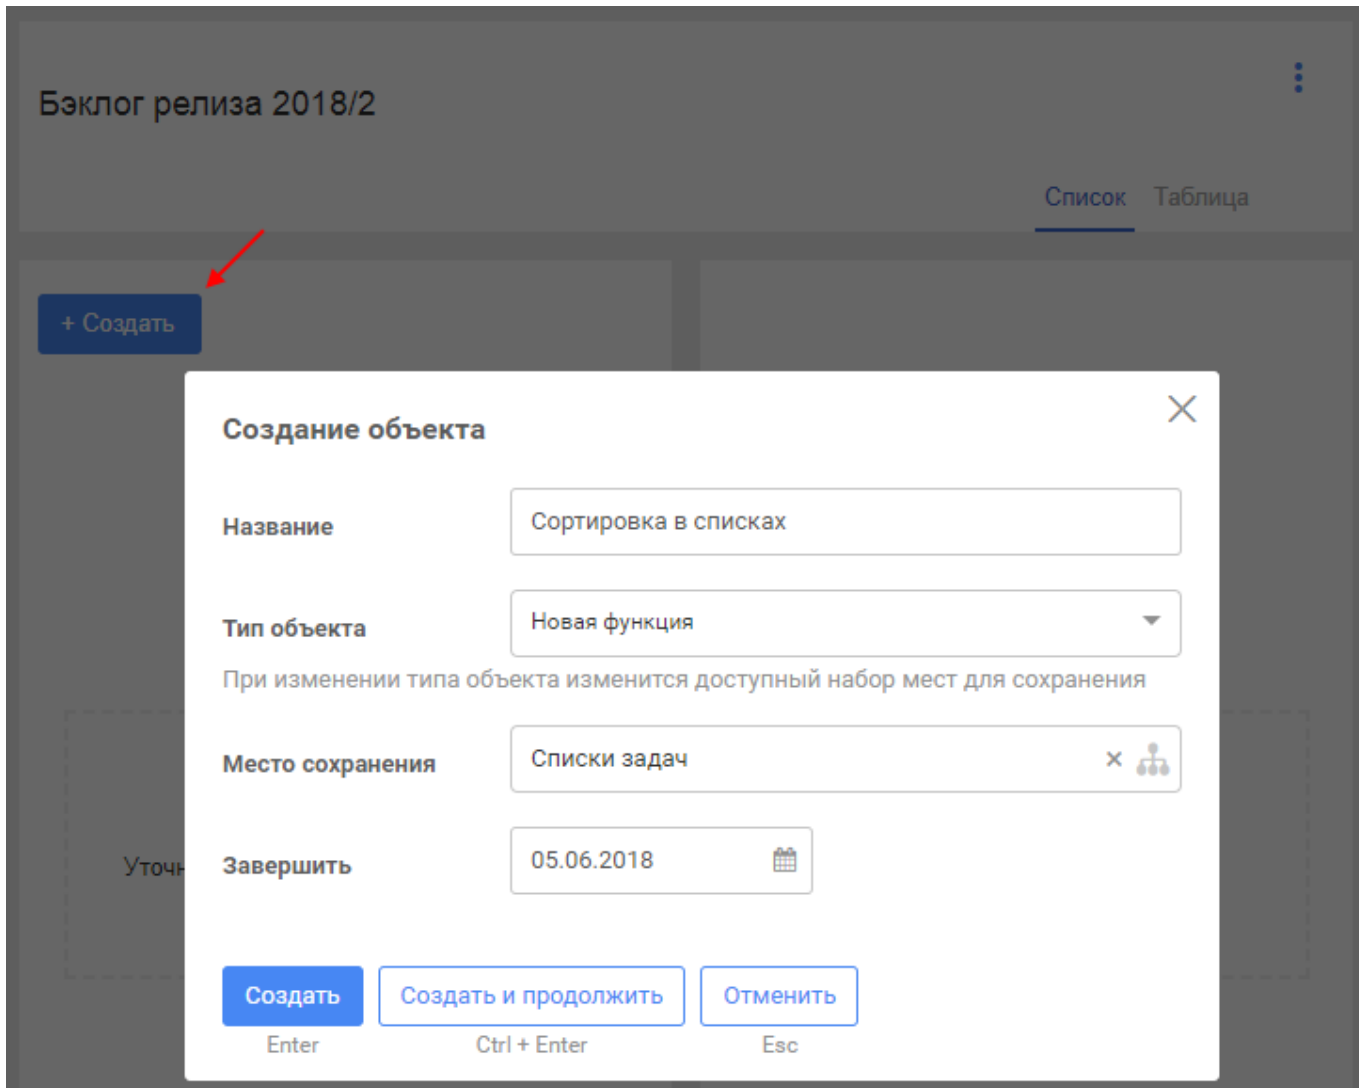 Бэклог релиза 2018/2
Список Таблица
+ Создать
Создание объекта
Название Сортировка в списках
Тип объекта Новая функция
При изменении типа объекта изменится доступный набор мест для сохранения
Место сохранения Списки задач
Завершить 05.06.2018
Создать Создать и продолжить Отменить
Enter Ctrl + Enter Esc